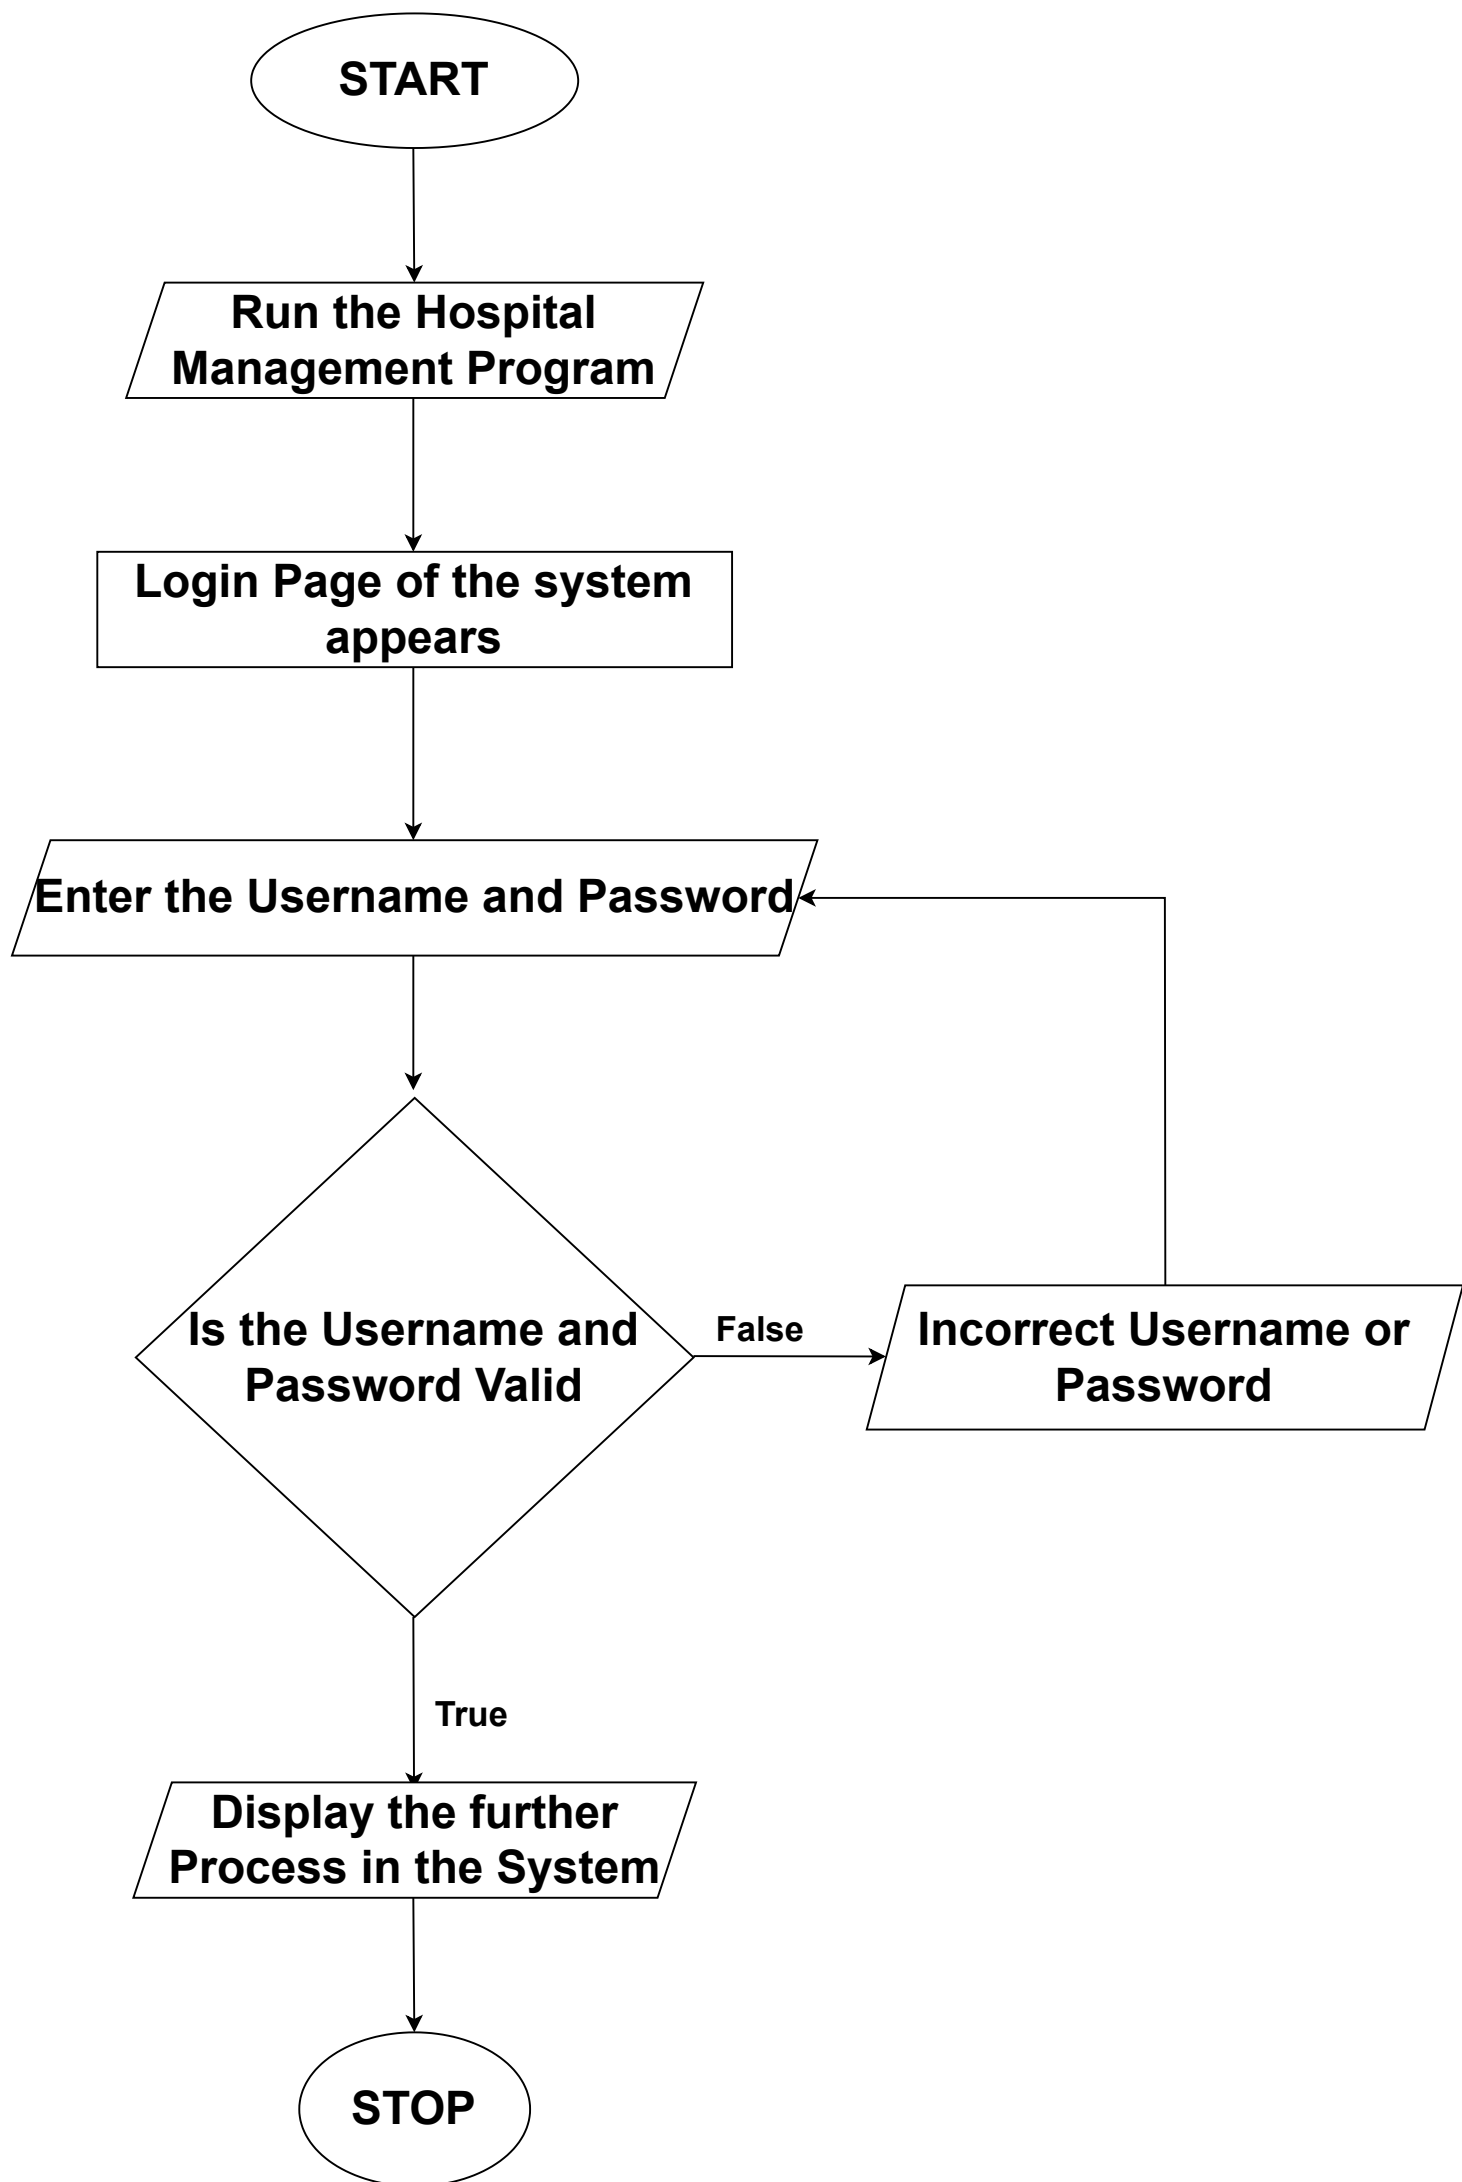 START
Run the Hospital
Management Program
Login Page of the system
appears
Enter the Username and Password
Is the Username and
Password Valid
False
Incorrect Username or
Password
True
Display the further
Process in the System
STOP